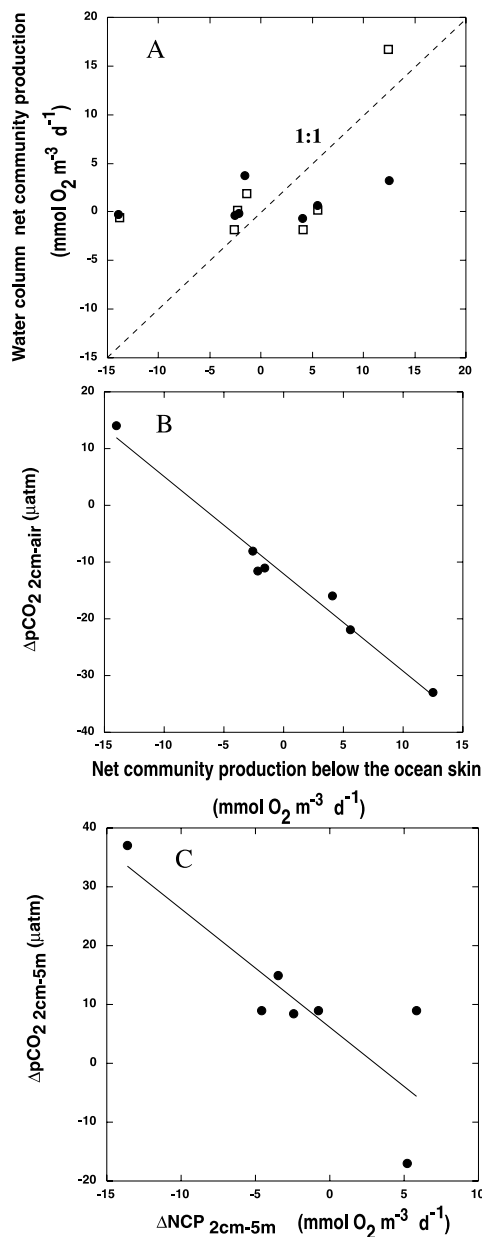 A
1:1
Water column net community production
(mmol O2 m-3 d-1)
20
15
10
5
0
-5
-10
-15
-15 -10 -5 0 5 10 15 20
B
ΔpCO2 2cm-air (μatm)
20
10
0
-10
-20
-30
-40
-15 -10 -5 0 5 10 15
Net community production below the ocean skin
(mmol O2 m-3 d-1)
C
ΔpCO2 2cm-5m (μatm)
40
30
20
10
0
-10
-20
-15 -10 -5 0 5 10
ΔNCP 2cm-5m (mmol O2 m-3 d-1)